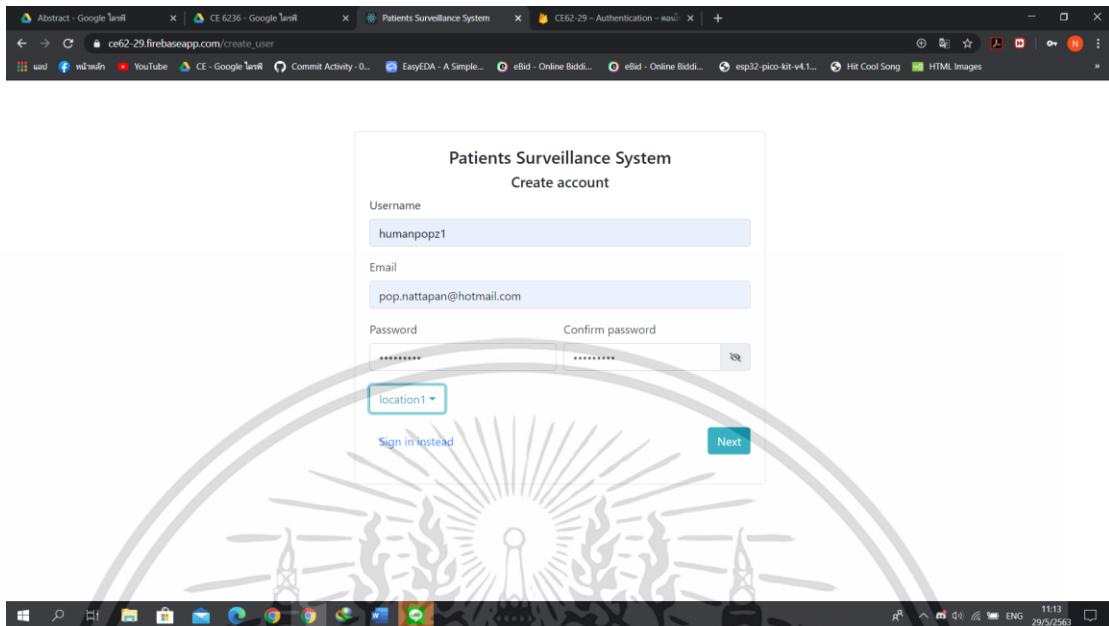 Abstract - Google ไดรฟ์
CE 6236 - Google ไดรฟ์
Patients Surveillance System
CE62-29 – Authentication – คอนโ
ce62-29.firebaseapp.com/create_user
N
แอป
หน้าหลัก
YouTube
CE - Google ไดรฟ์
Commit Activity · 0...
EasyEDA - A Simple...
eBid - Online Biddi...
eBid - Online Biddi...
esp32-pico-kit-v4.1...
Hit Cool Song
HTML Images
Patients Surveillance System
Create account
Username
humanpopz1
Email
pop.nattapan@hotmail.com
Password Confirm password
••••••••• •••••••••
location1
Sign in instead Next
ENG
11:13
29/5/2563